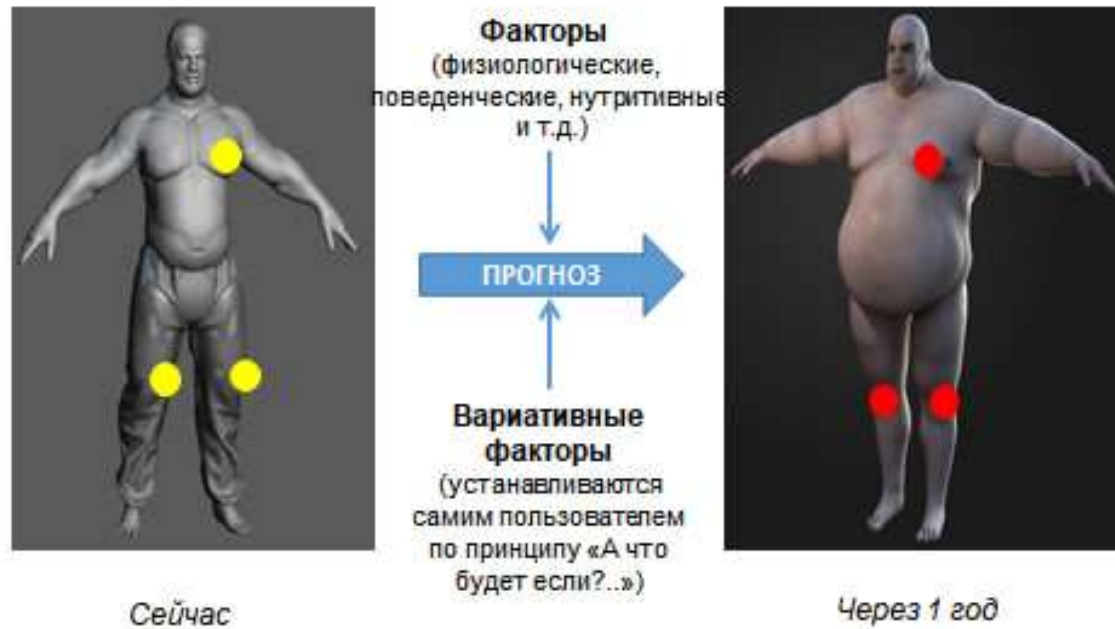 Факторы
(физиологические,
поведенческие, нутритивные
и т.д.)
ПРОГНОЗ
Вариативные
факторы
(устанавливаются
самим пользователем
по принципу «А что
будет если?..»)
Сейчас
Через 1 год